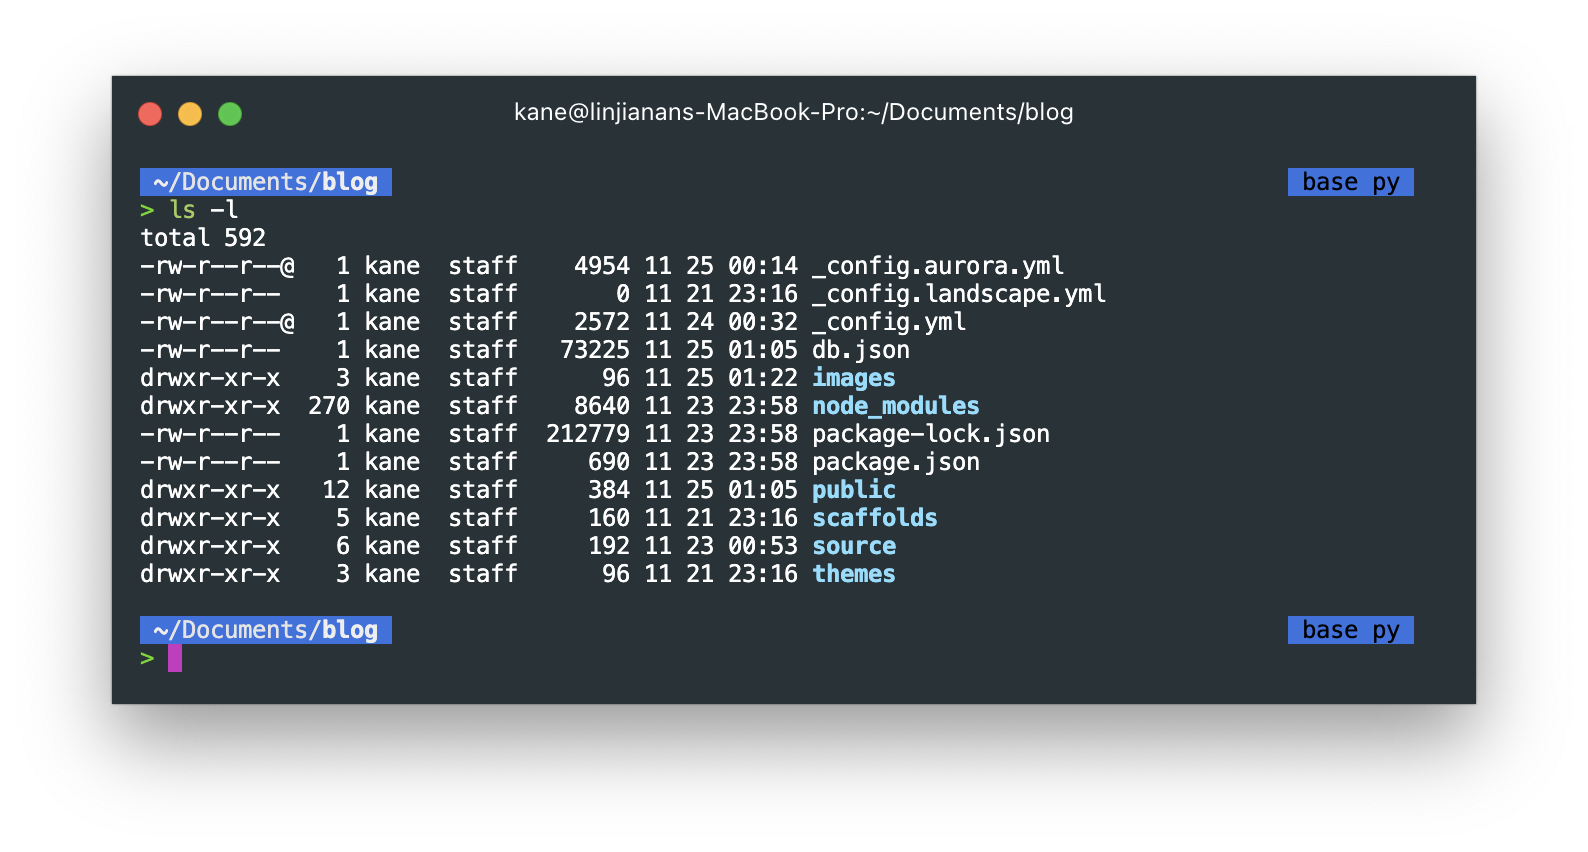 kane@linjianans-MacBook-Pro:~/Documents/blog
~/Documents/blog base py
> ls -l
total 592
-rw-r--r--@   1 kane  staff    4954 11 25 00:14 _config.aurora.yml
-rw-r--r--    1 kane  staff       0 11 21 23:16 _config.landscape.yml
-rw-r--r--@   1 kane  staff    2572 11 24 00:32 _config.yml
-rw-r--r--    1 kane  staff   73225 11 25 01:05 db.json
drwxr-xr-x    3 kane  staff      96 11 25 01:22 images
drwxr-xr-x  270 kane  staff    8640 11 23 23:58 node_modules
-rw-r--r--    1 kane  staff  212779 11 23 23:58 package-lock.json
-rw-r--r--    1 kane  staff     690 11 23 23:58 package.json
drwxr-xr-x   12 kane  staff     384 11 25 01:05 public
drwxr-xr-x    5 kane  staff     160 11 21 23:16 scaffolds
drwxr-xr-x    6 kane  staff     192 11 23 00:53 source
drwxr-xr-x    3 kane  staff      96 11 21 23:16 themes
~/Documents/blog base py
>